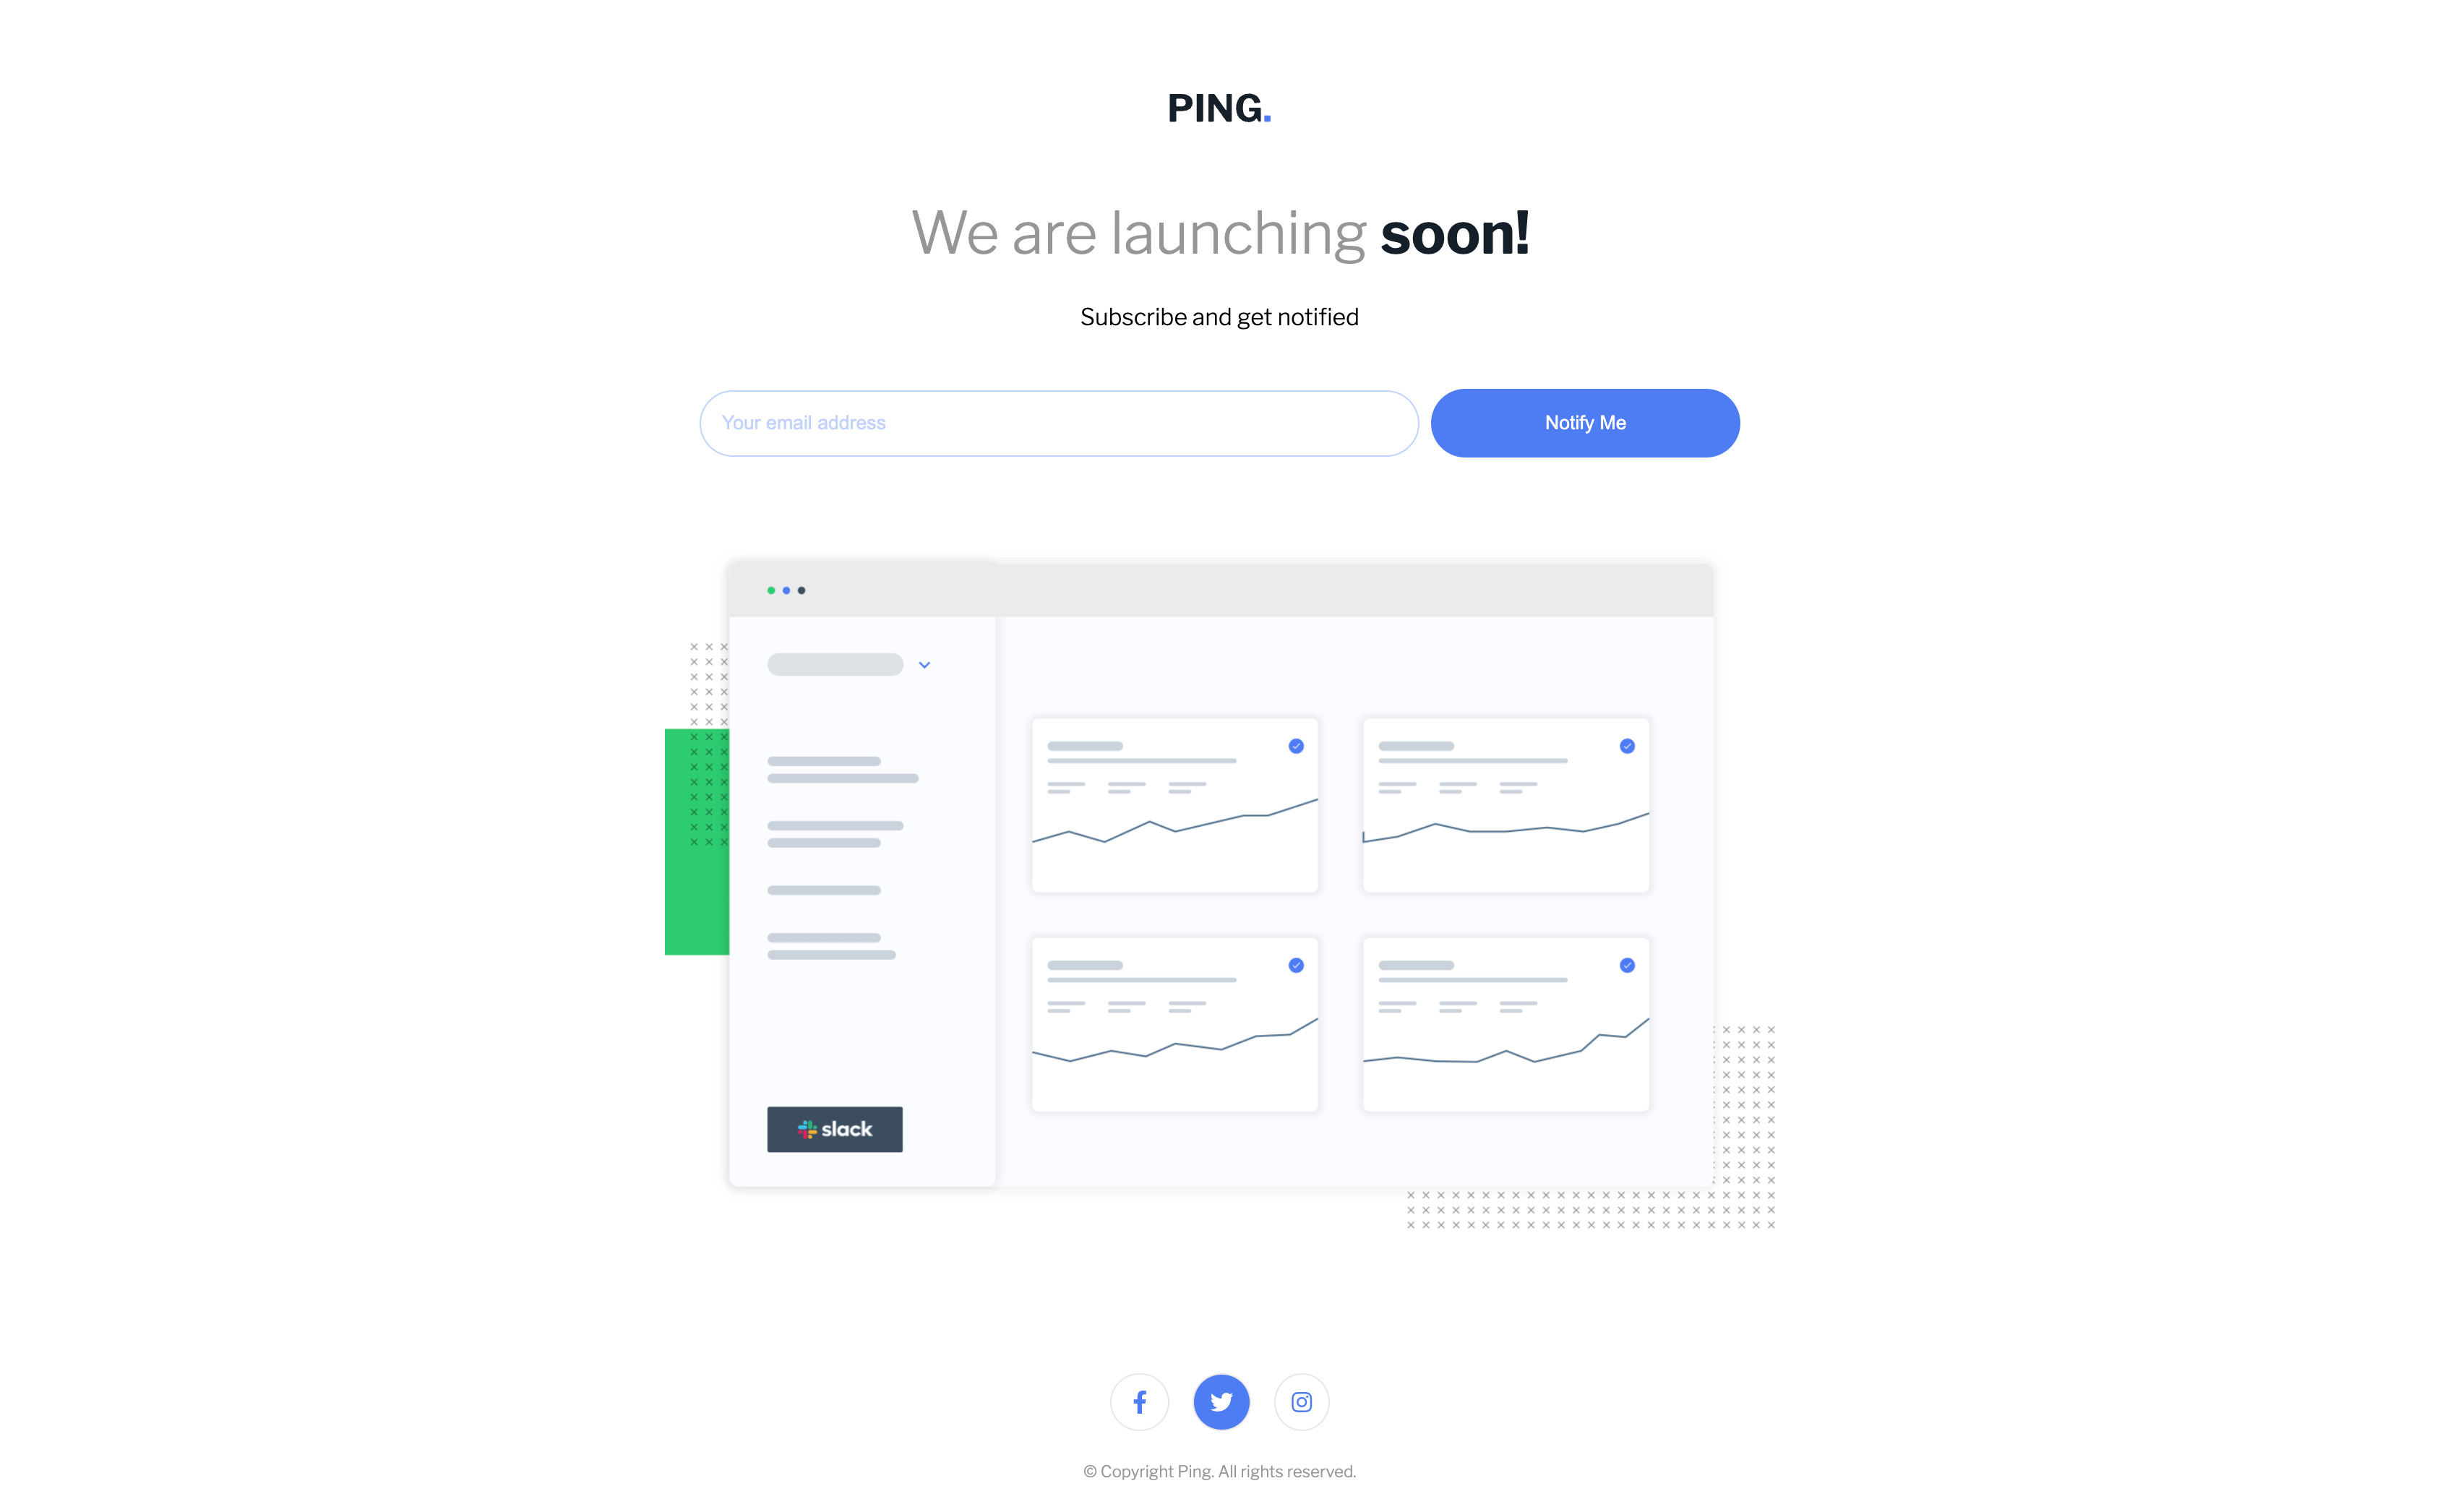 PING.
We are launching soon!
Subscribe and get notified
Your email address
Notify Me
slack
© Copyright Ping. All rights reserved.